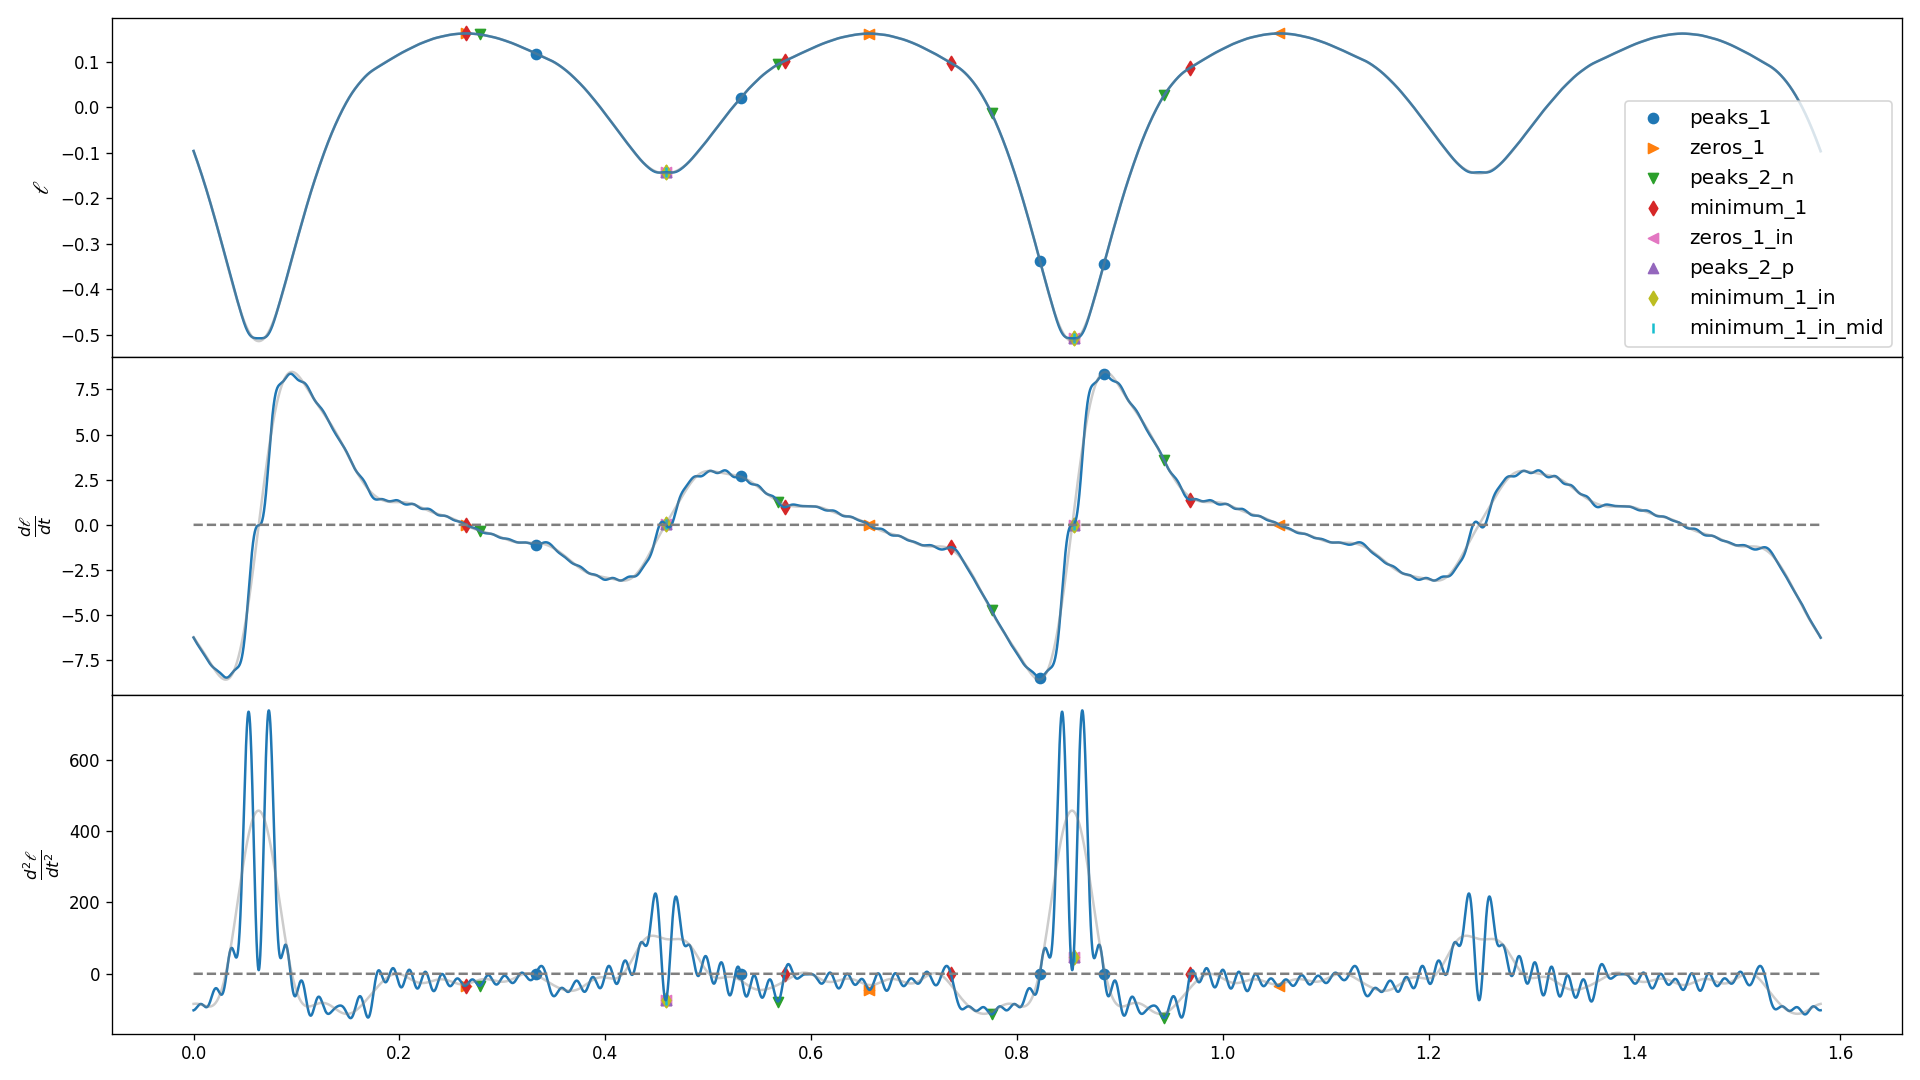 0.1
0.0
−0.1
−0.2
−0.3
−0.4
−0.5
ℓ
peaks_1
zeros_1
peaks_2_n
minimum_1
zeros_1_in
peaks_2_p
minimum_1_in
minimum_1_in_mid
7.5
5.0
2.5
0.0
−2.5
−5.0
−7.5
dℓ/dt
600
400
200
0
d²ℓ/dt²
0.0 0.2 0.4 0.6 0.8 1.0 1.2 1.4 1.6